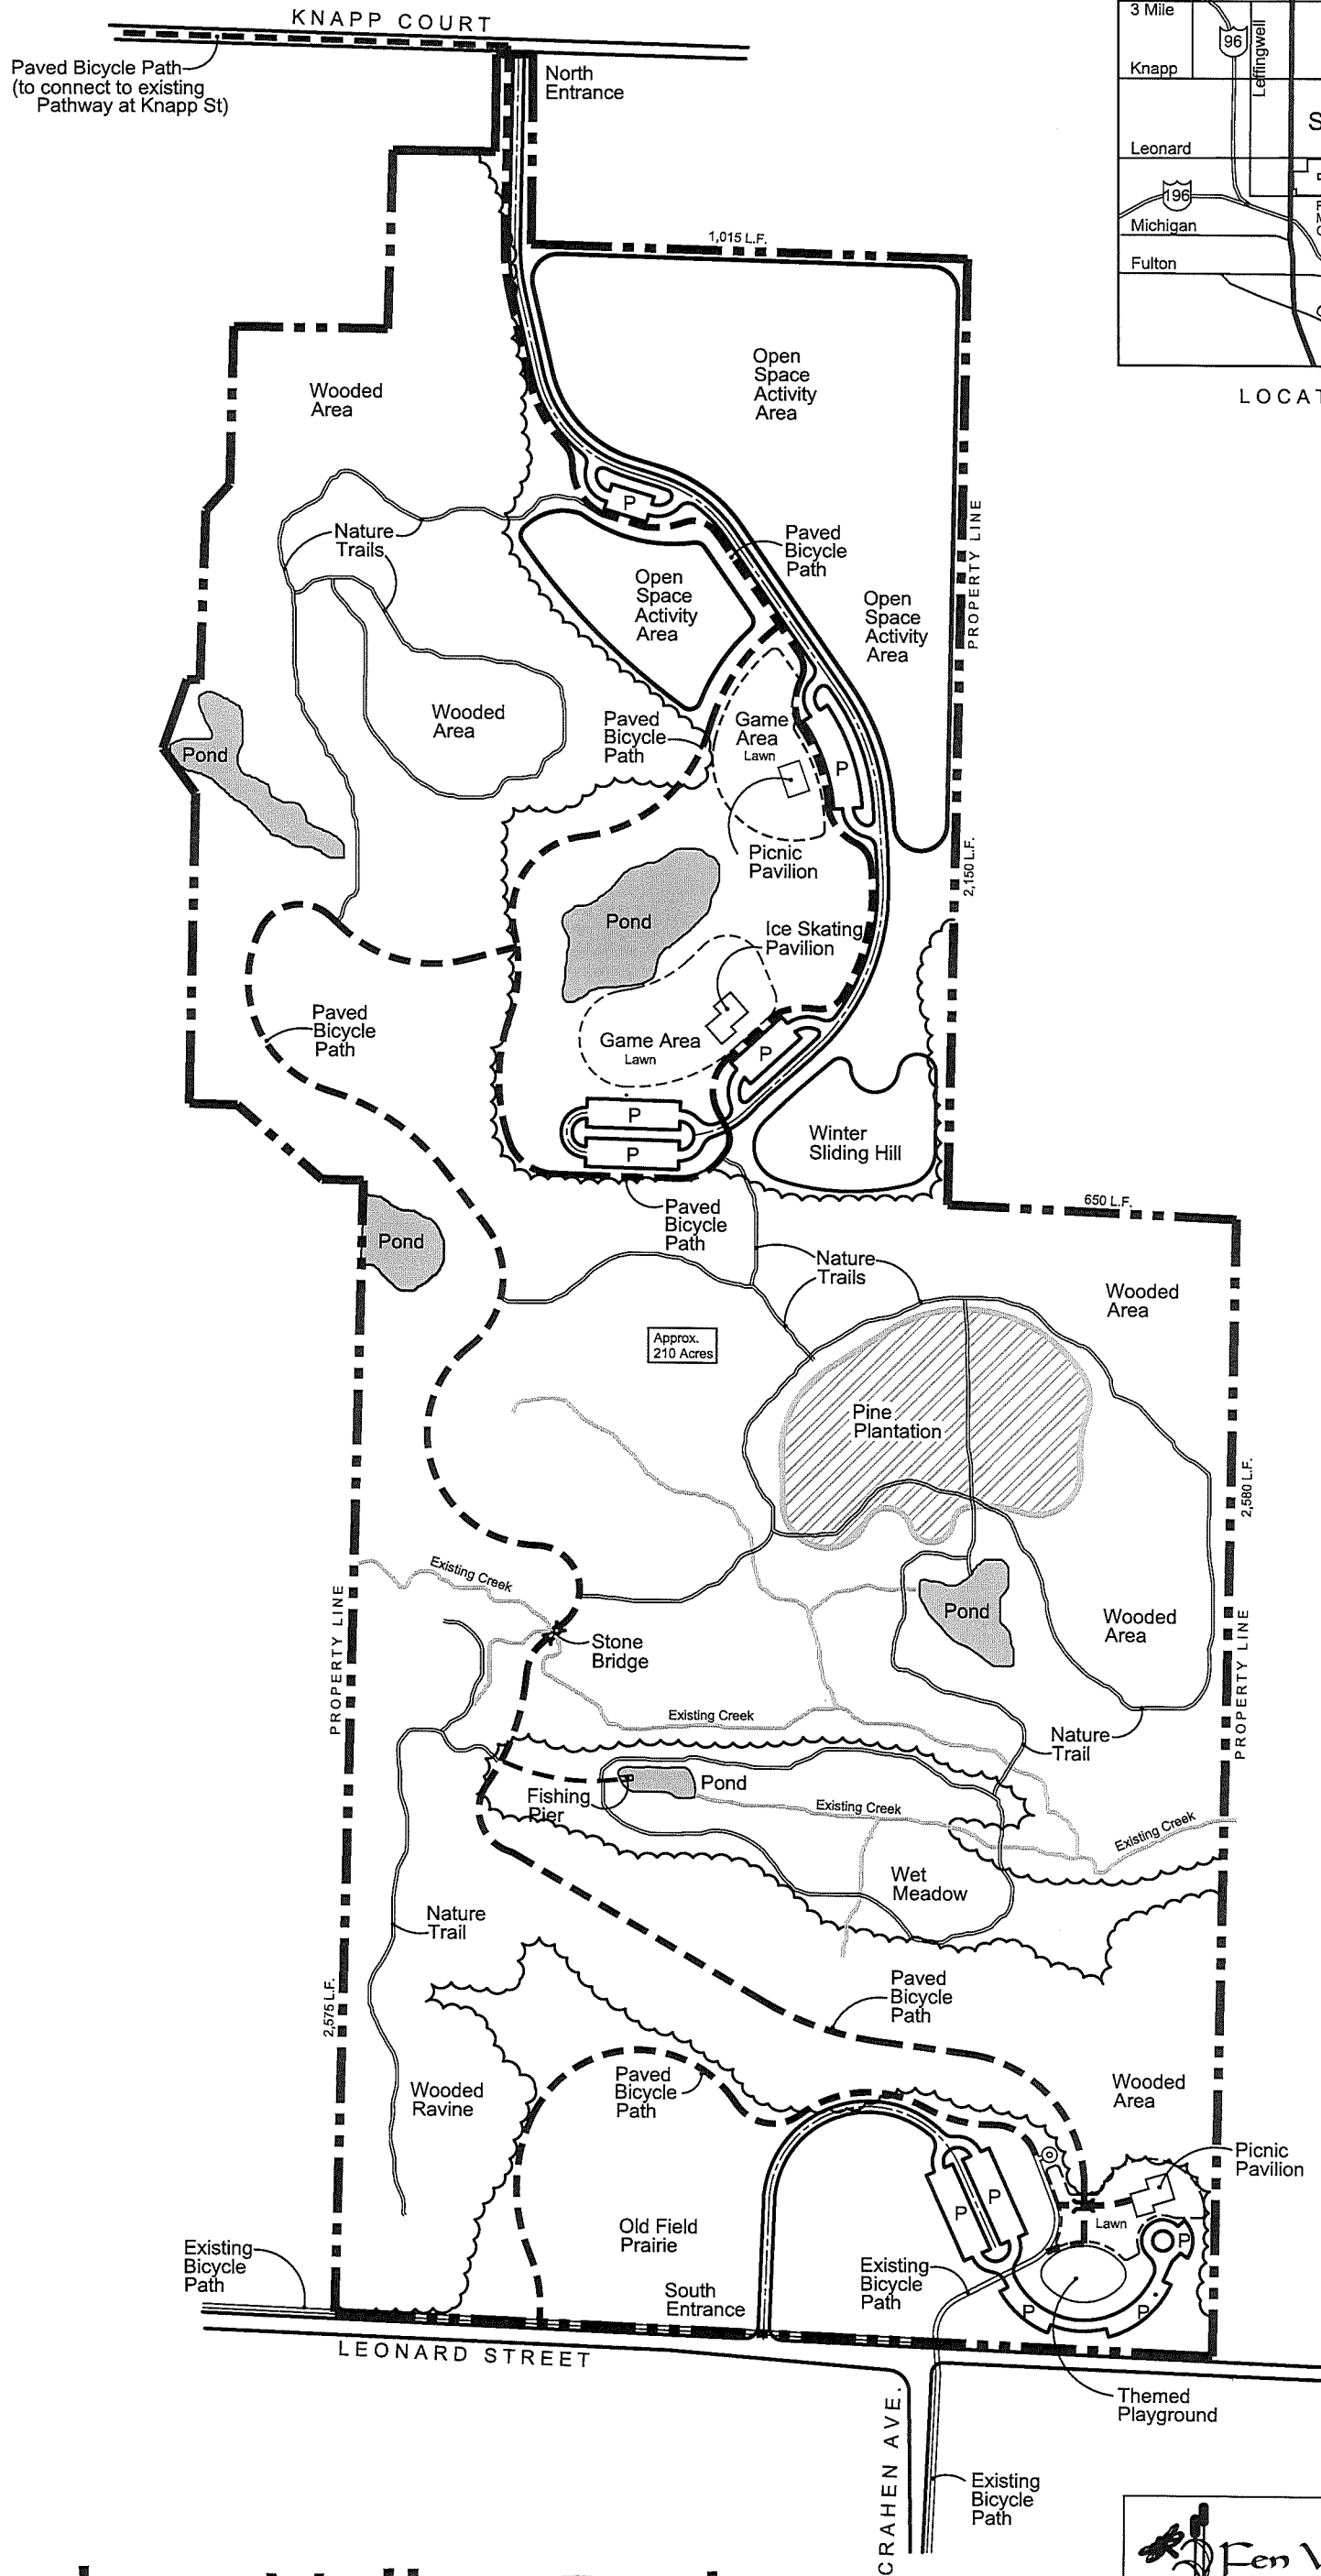 KNAPP COURT
Paved Bicycle Path
(to connect to existing
Pathway at Knapp St)
North
Entrance
3 Mile
96
Leffingwell
Knapp
Leonard
196
Michigan
Fulton
1,015 L.F.
Open
Space
Activity
Area
Wooded
Area
P
Nature
Trails
Paved
Bicycle
Path
PROPERTY LINE
Open
Space
Activity
Area
Open
Space
Activity
Area
Wooded
Area
Paved
Bicycle
Path
Game
Area
Lawn
Pond
P
Picnic
Pavilion
2,150 L.F.
Pond
Ice Skating
Pavilion
Paved
Bicycle
Path
Game Area
Lawn
P
P
P
Winter
Sliding Hill
Paved
Bicycle
Path
650 L.F.
Pond
Nature
Trails
Wooded
Area
Approx.
210 Acres
Pine
Plantation
2,580 L.F.
Existing Creek
PROPERTY LINE
Pond
Wooded
Area
Stone
Bridge
PROPERTY LINE
Existing Creek
Nature
Trail
Pond
Fishing
Pier
Existing Creek
Existing Creek
Wet
Meadow
Nature
Trail
Paved
Bicycle
Path
2,575 L.F.
Paved
Bicycle
Path
Wooded
Ravine
Wooded
Area
Picnic
Pavilion
P
P
Lawn
Old Field
Prairie
P
Existing
Bicycle
Path
Existing
Bicycle
Path
South
Entrance
P
P
LEONARD STREET
Themed
Playground
CRAHEN AVE.
Existing
Bicycle
Path
Fen